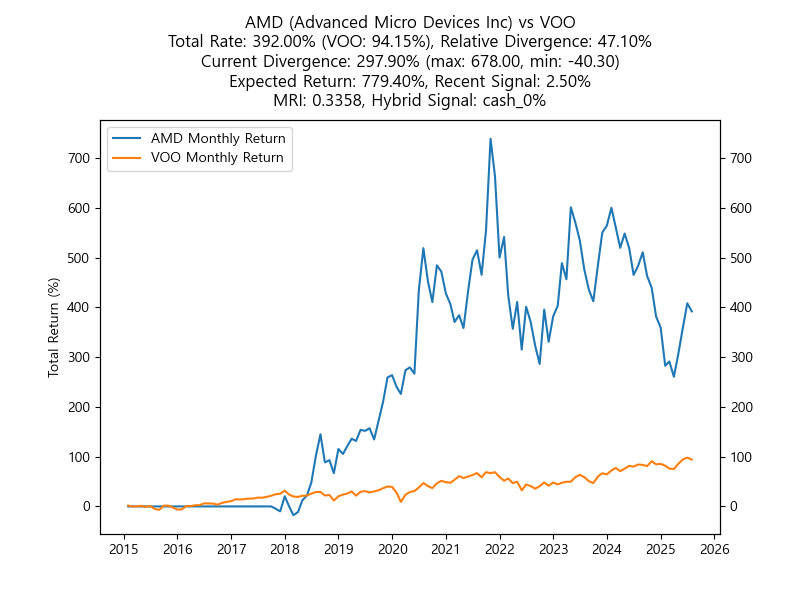 AMD (Advanced Micro Devices Inc) vs VOO
Total Rate: 392.00% (VOO: 94.15%), Relative Divergence: 47.10%
Current Divergence: 297.90% (max: 678.00, min: -40.30)
Expected Return: 779.40%, Recent Signal: 2.50%
MRI: 0.3358, Hybrid Signal: cash_0%
AMD Monthly Return
VOO Monthly Return
Total Return (%)
700
600
500
400
300
200
100
0
700
600
500
400
300
200
100
0
2015 2016 2017 2018 2019 2020 2021 2022 2023 2024 2025 2026